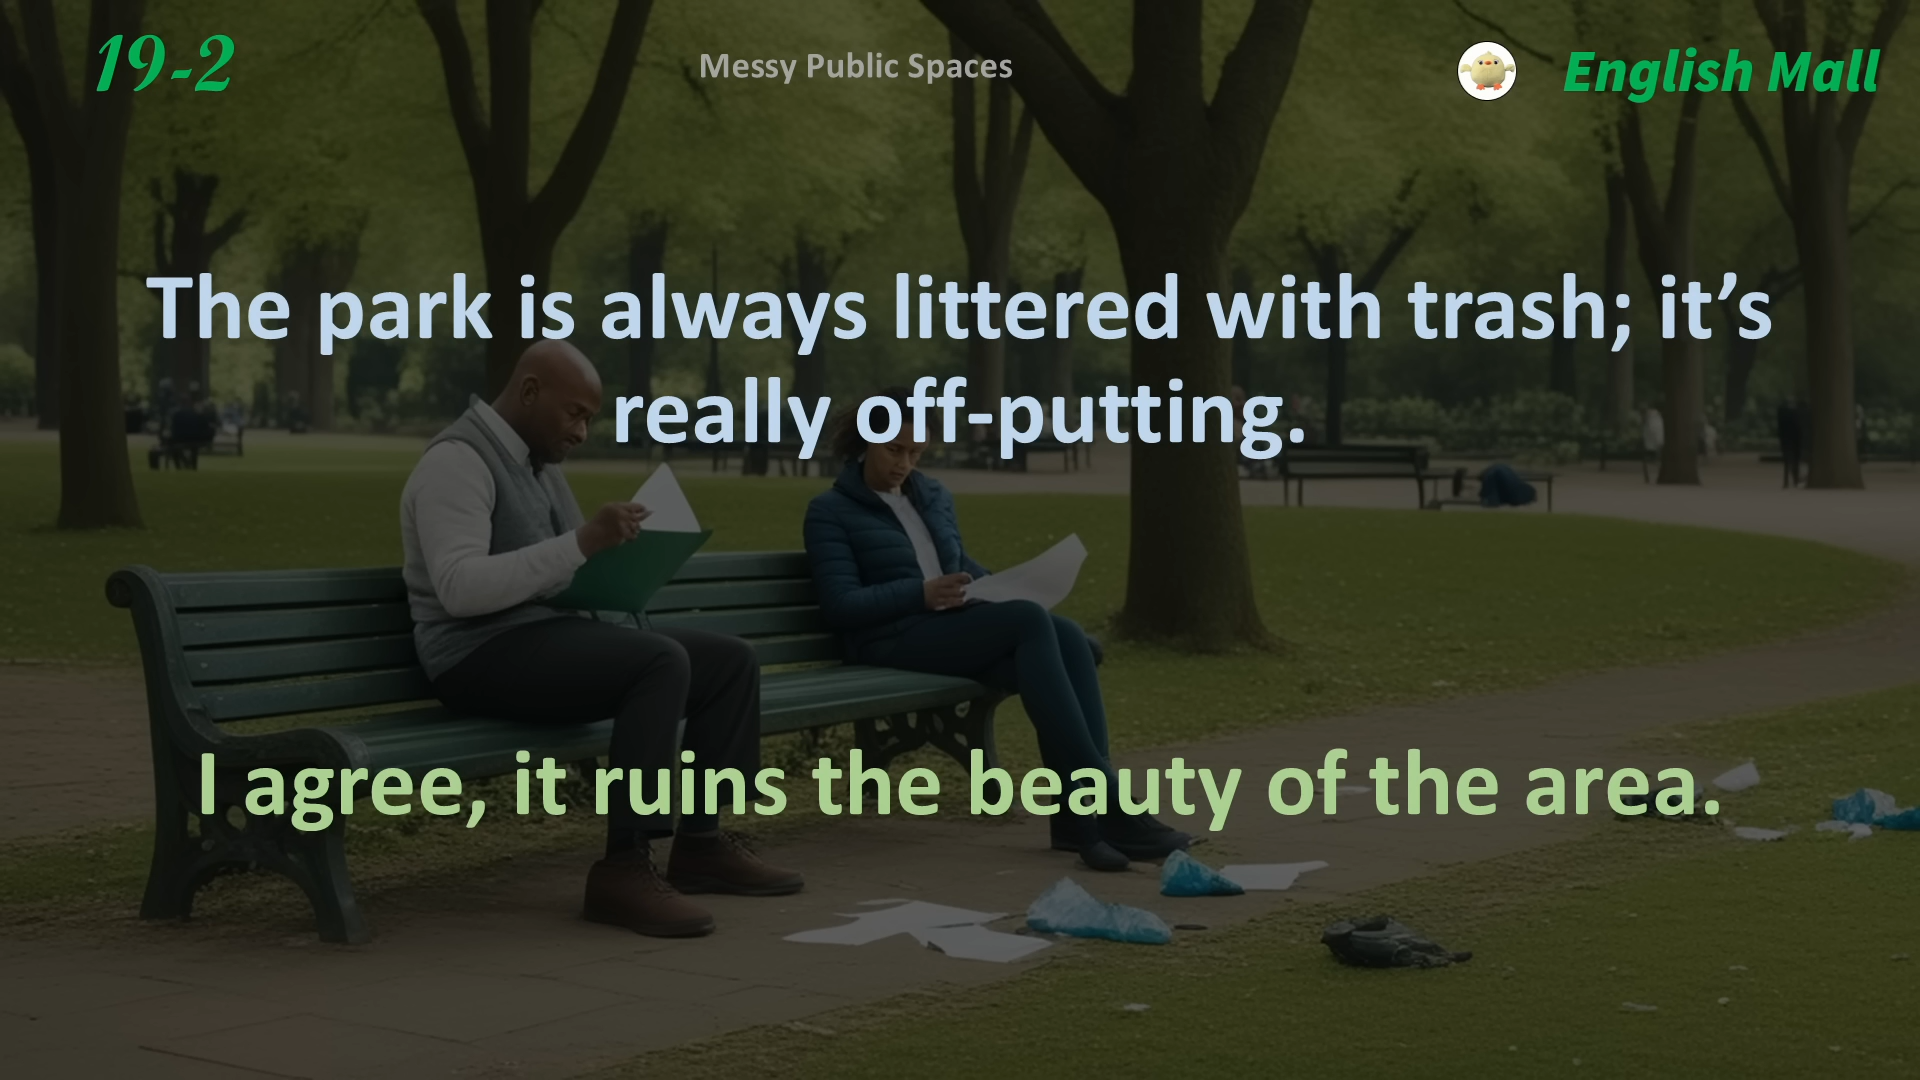 19-2
Messy Public Spaces
English Mall
The park is always littered with trash; it’s
really off-putting.
I agree, it ruins the beauty of the area.